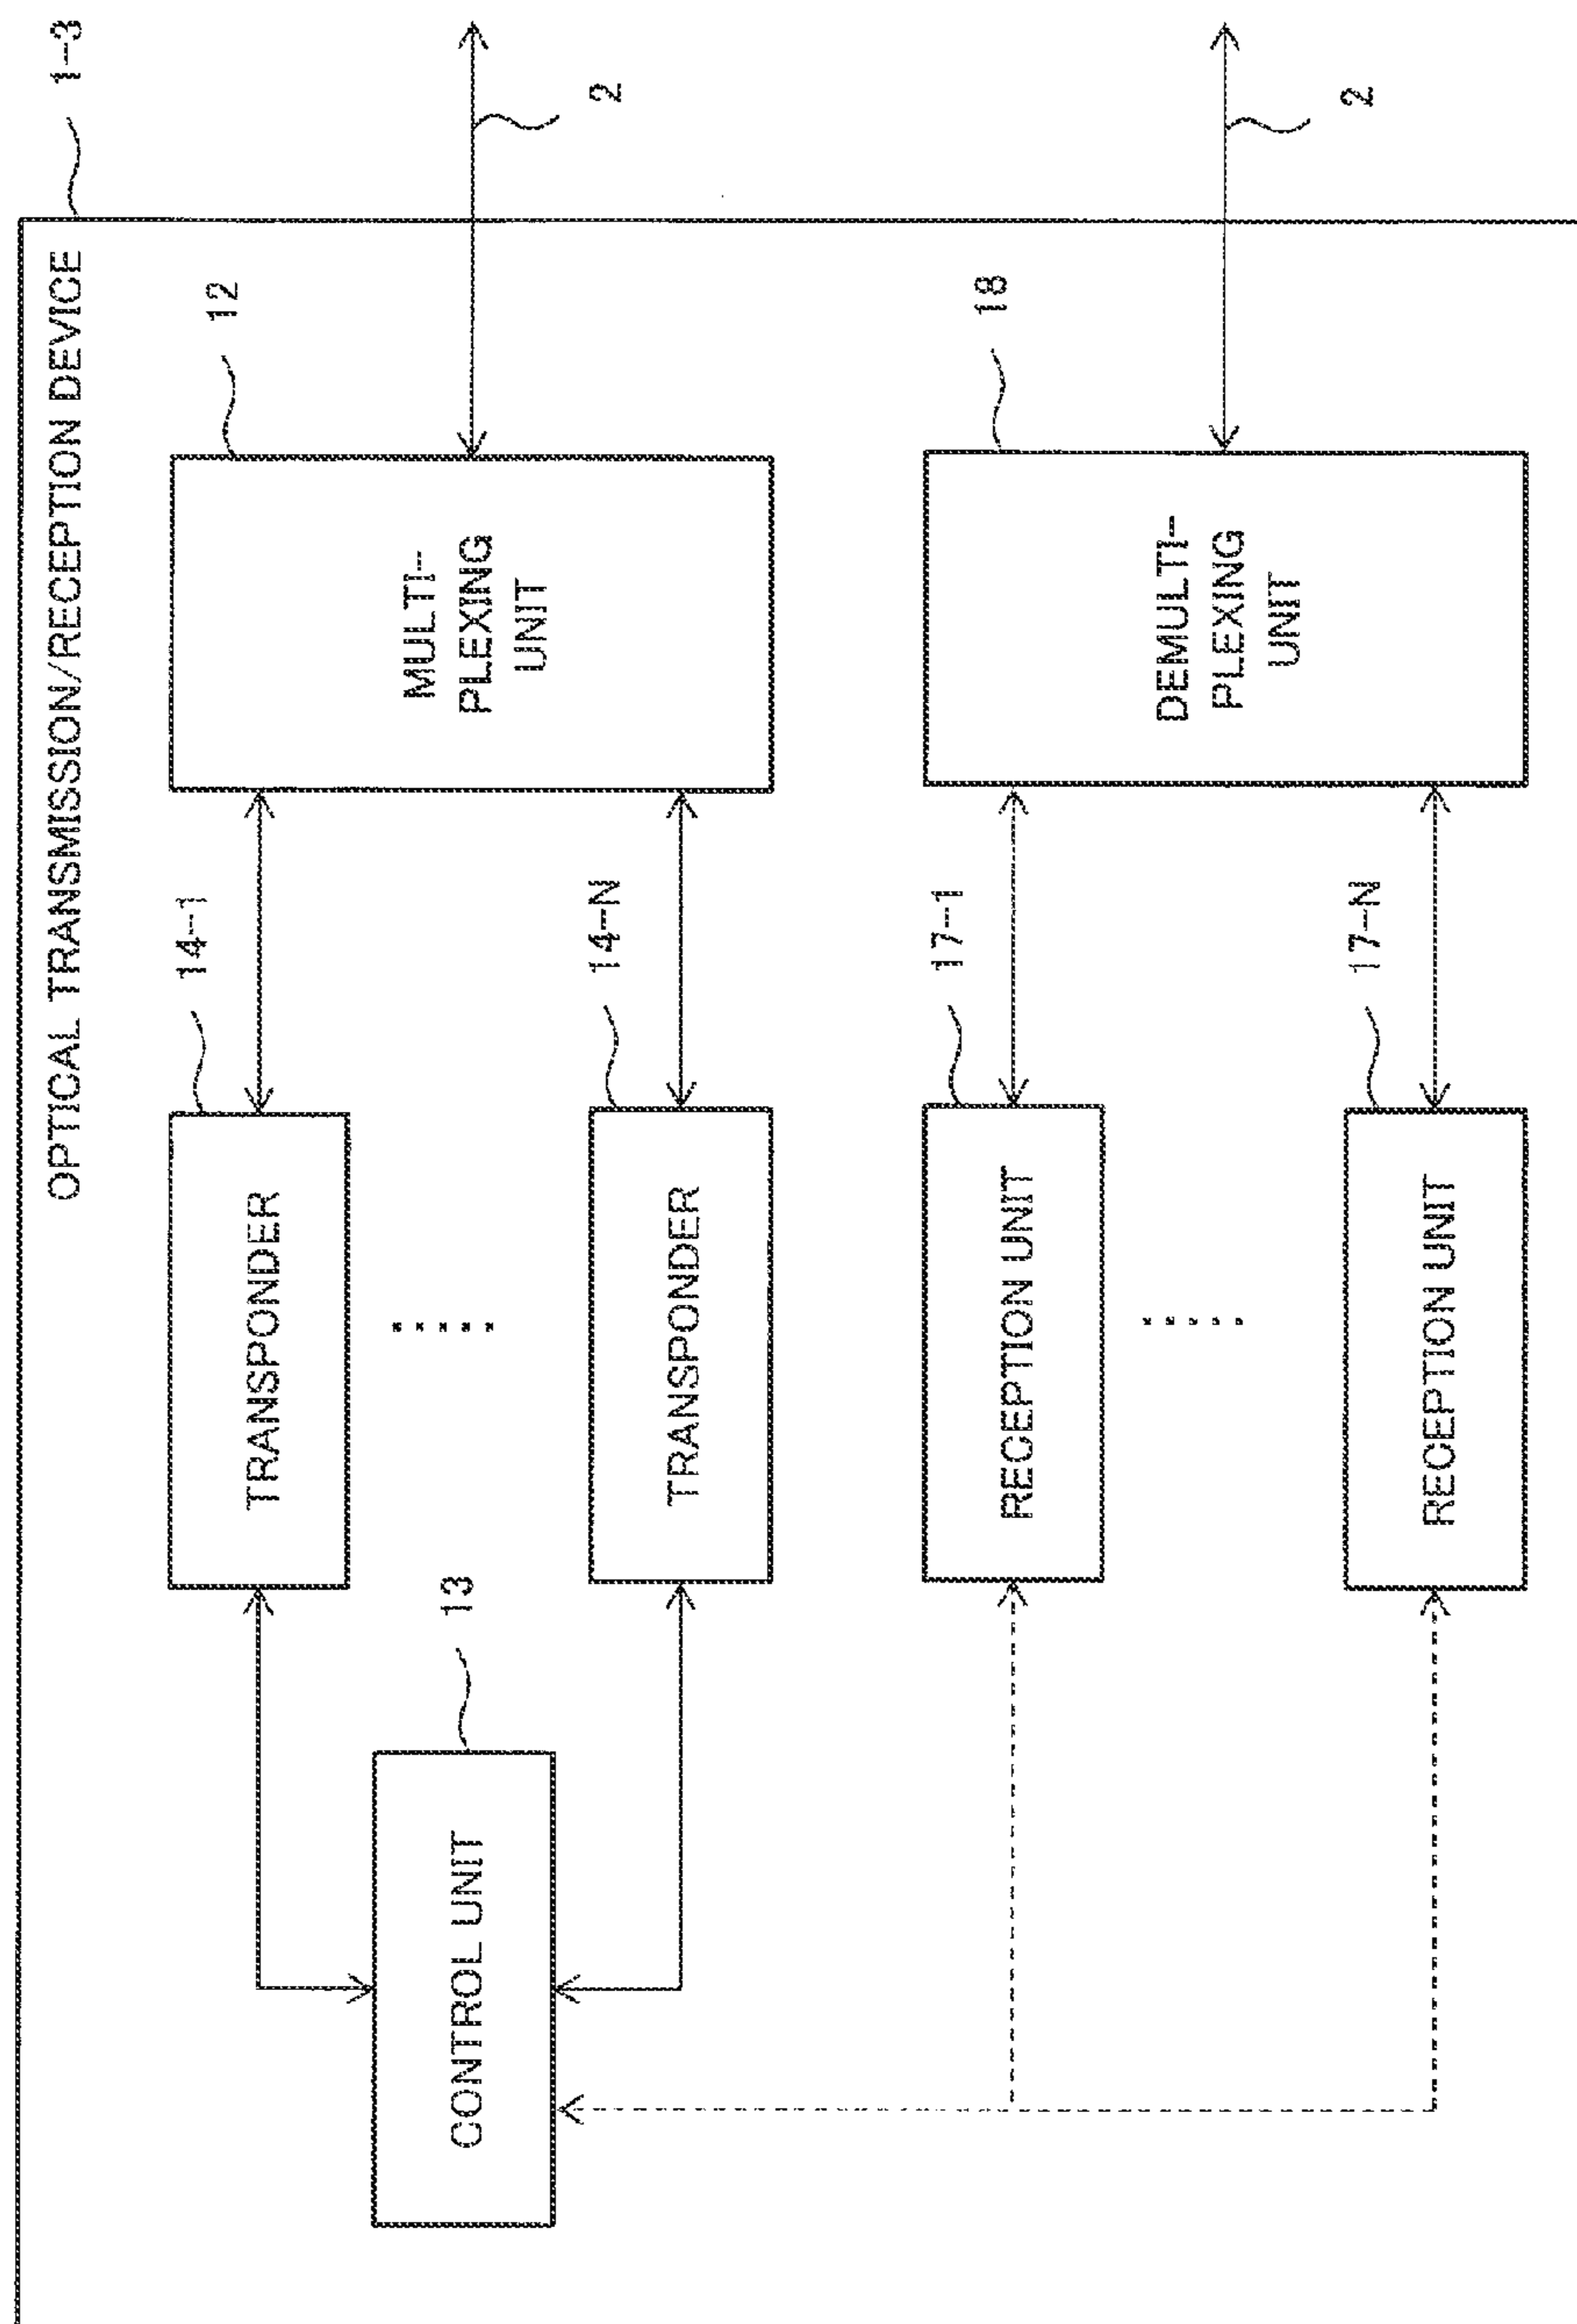 1-3
OPTICAL TRANSMISSION/RECEPTION DEVICE
13
CONTROL UNIT
14-1
TRANSPONDER
14-N
TRANSPONDER
12
MULTI-
PLEXING
UNIT
2
17-1
RECEPTION UNIT
17-N
RECEPTION UNIT
18
DEMULTI-
PLEXING
UNIT
2